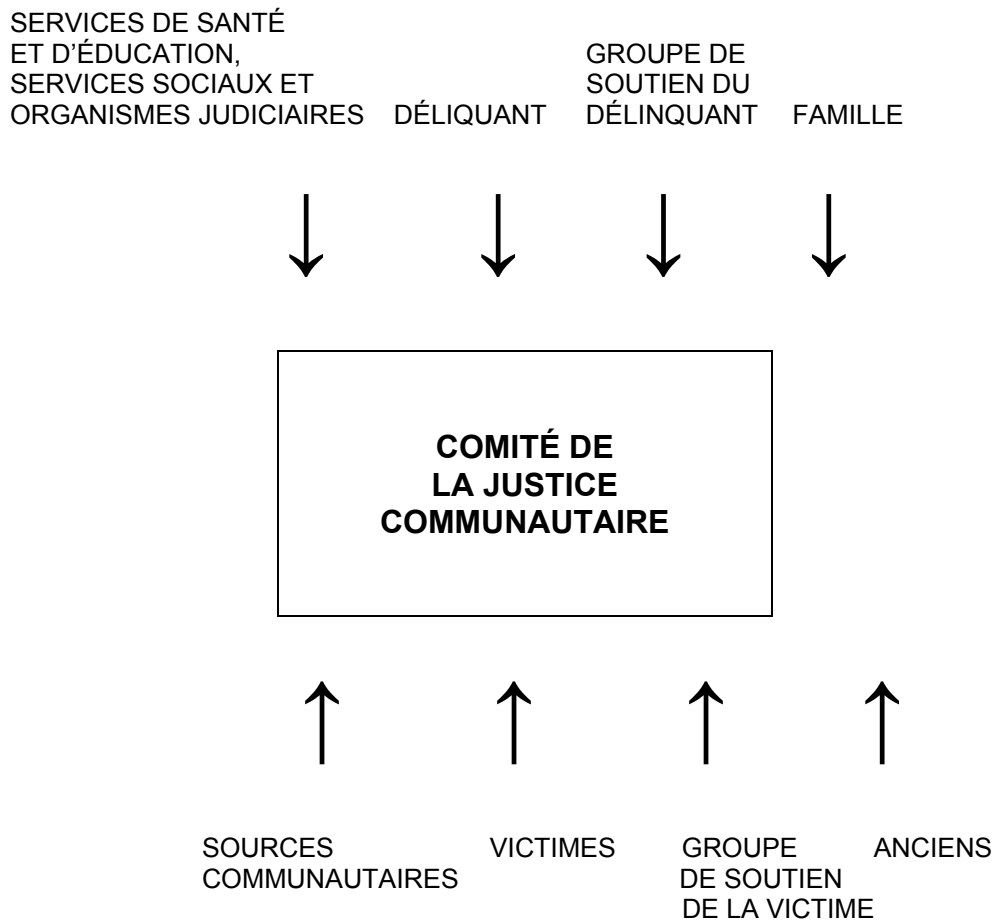 SERVICES DE SANTÉ
ET D'ÉDUCATION,
SERVICES SOCIAUX ET
ORGANISMES JUDICIAIRES
DÉLIQUANT
GROUPE DE
SOUTIEN DU
DÉLINQUANT
FAMILLE
COMITÉ DE
LA JUSTICE
COMMUNAUTAIRE
SOURCES
COMMUNAUTAIRES
VICTIMES
GROUPE
DE SOUTIEN
DE LA VICTIME
ANCIENS